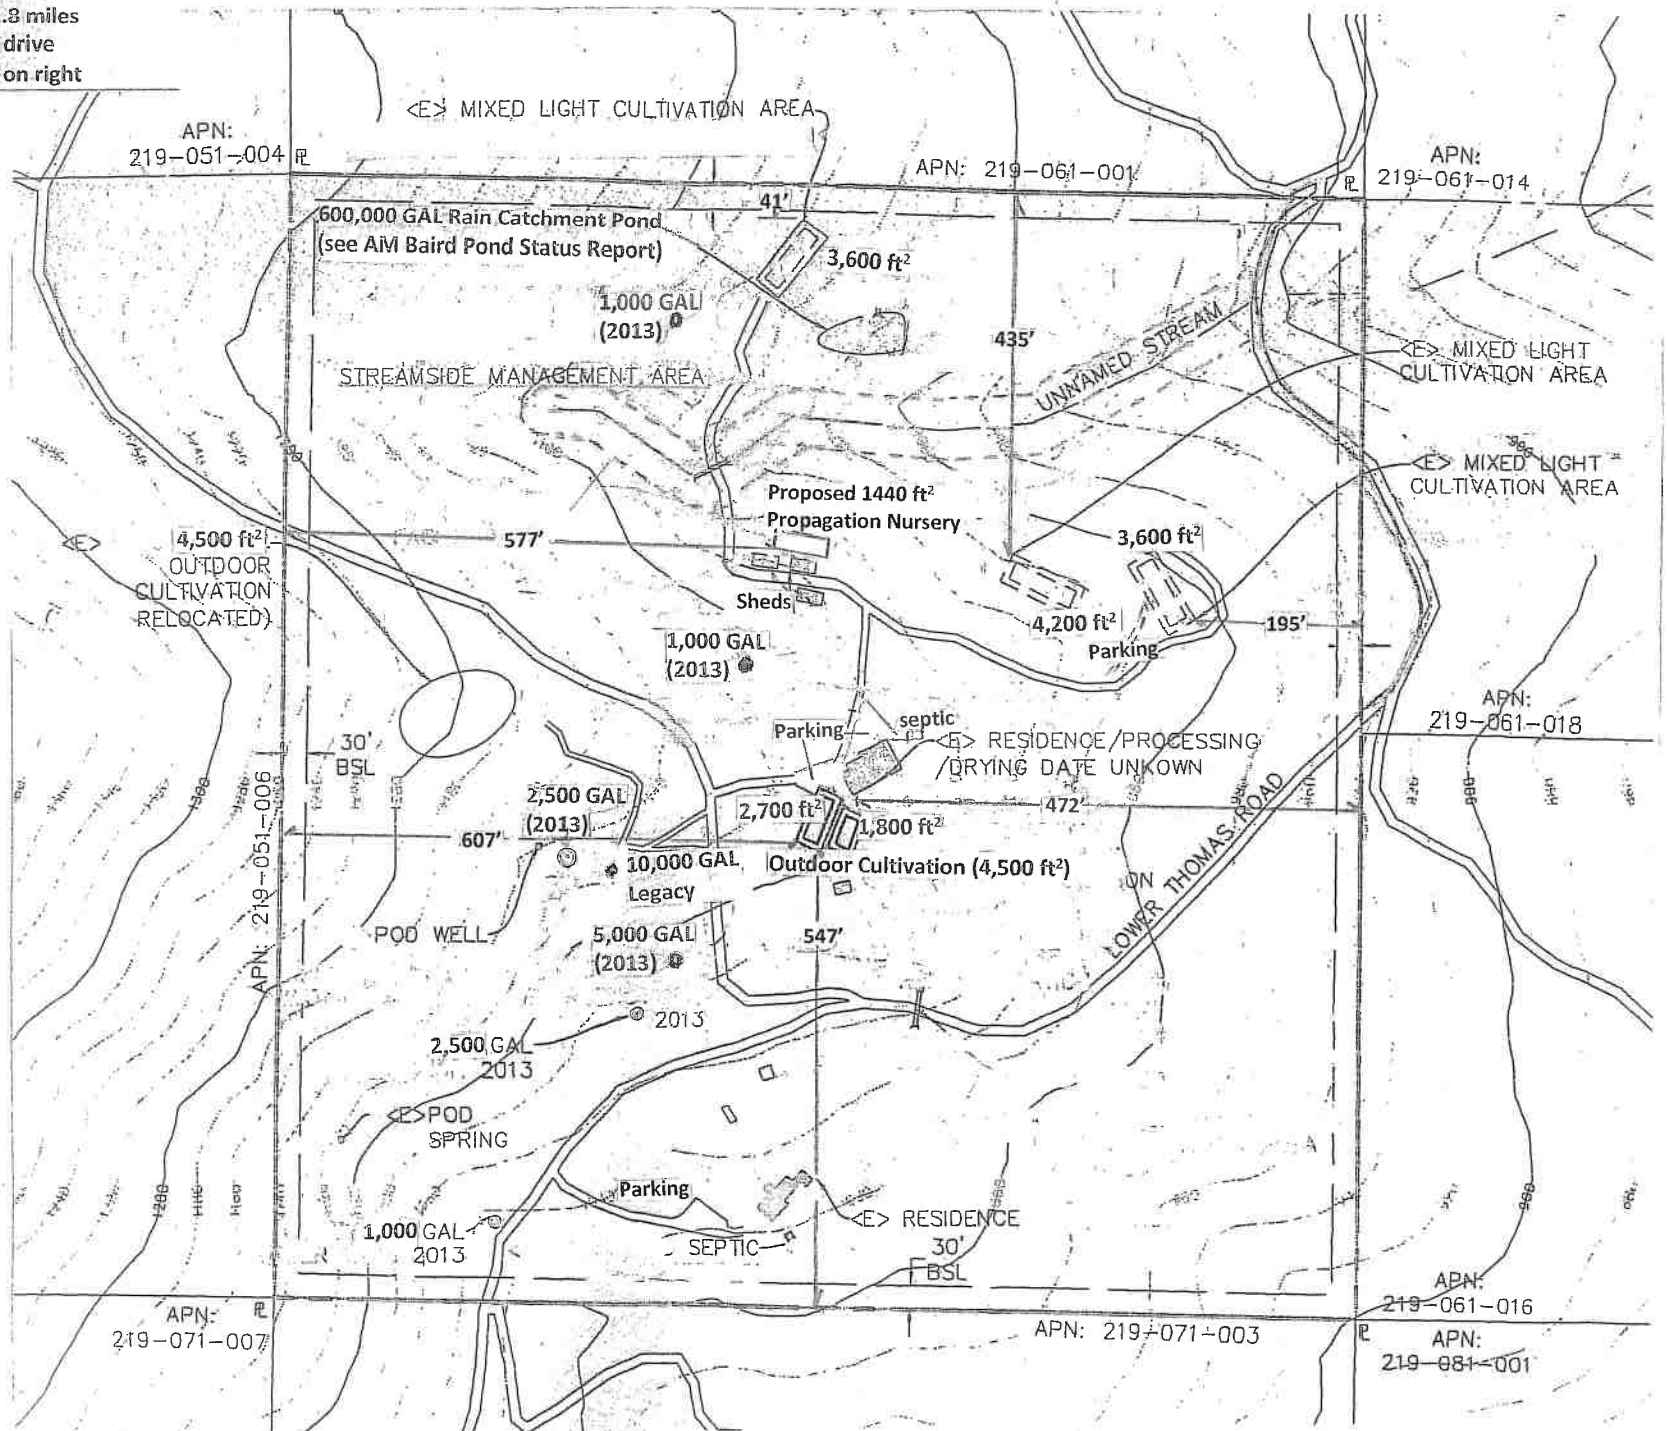 .8 miles
drive
on right
<E> MIXED LIGHT CULTIVATION AREA
APN:
219-051-004
PL
APN: 219-061-001
PL
APN:
219-061-014
41'
600,000 GAL Rain Catchment Pond
(see AM Baird Pond Status Report)
3,600 ft²
1,000 GAL
(2013)
435'
UNNAMED STREAM
STREAMSIDE MANAGEMENT AREA
<E> MIXED LIGHT
CULTIVATION AREA
<E> MIXED LIGHT
CULTIVATION AREA
980
Proposed 1440 ft²
Propagation Nursery
<E>
4,500 ft²
OUTDOOR
CULTIVATION
RELOCATED)
577'
3,600 ft²
Sheds
4,200 ft²
195'
Parking
1,000 GAL
(2013)
APN:
219-061-018
Parking
septic
<E> RESIDENCE/PROCESSING
/DRYING DATE UNKOWN
30'
BSL
1300
2,500 GAL
(2013)
2,700 ft²
472'
1,800 ft²
607'
APN: 219-051-006
10,000 GAL
Legacy
Outdoor Cultivation (4,500 ft²)
ON
LOWER THOMAS ROAD
POD WELL
5,000 GAL
(2013)
547'
2013
2,500 GAL
2013
<E>POD
SPRING
1200
Parking
<E> RESIDENCE
1,000 GAL
2013
SEPTIC
30'
BSL
APN:
219-061-016
APN:
219-071-007
PL
APN: 219-071-003
PL
APN:
219-081-001